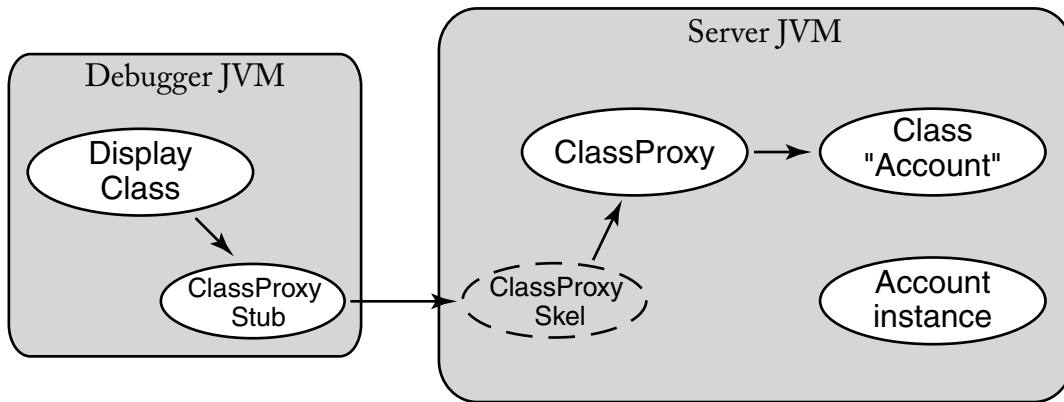 Debugger JVM
Display
Class
ClassProxy
Stub
Server JVM
ClassProxy
Class
"Account"
ClassProxy
Skel
Account
instance